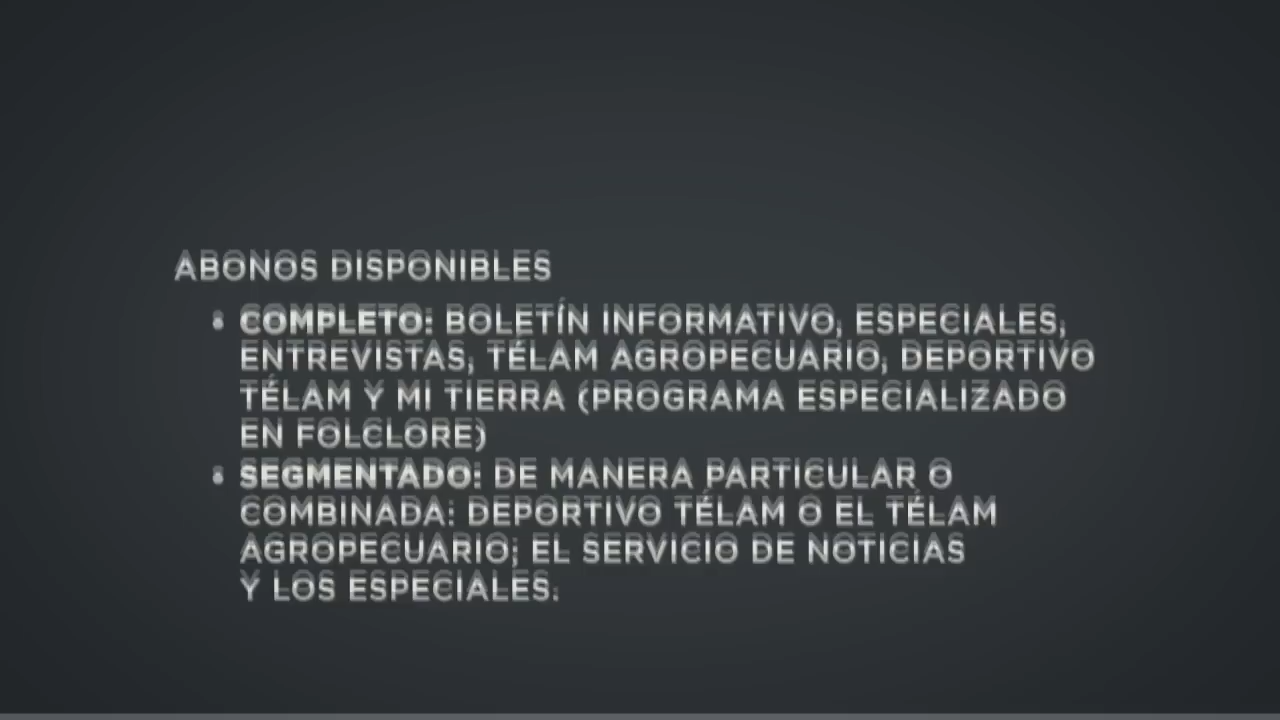 ABONOS DISPONIBLES
• COMPLETO: BOLETÍN INFORMATIVO, ESPECIALES,
ENTREVISTAS, TÉLAM AGROPECUARIO, DEPORTIVO
TÉLAM Y MI TIERRA (PROGRAMA ESPECIALIZADO
EN FOLCLORE)
• SEGMENTADO: DE MANERA PARTICULAR O
COMBINADA: DEPORTIVO TÉLAM O EL TÉLAM
AGROPECUARIO; EL SERVICIO DE NOTICIAS
Y LOS ESPECIALES.